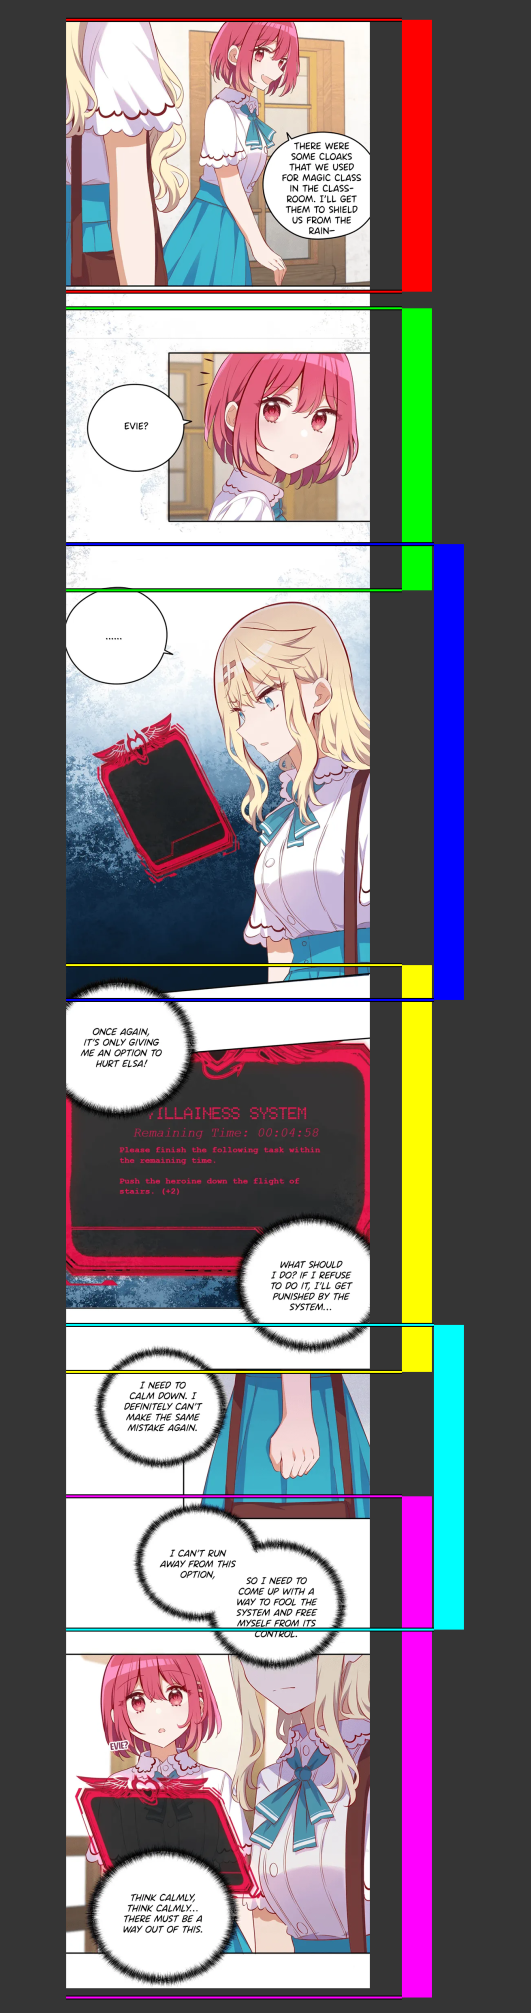 THERE WERE
SOME CLOAKS
THAT WE USED
FOR MAGIC CLASS
IN THE CLASS-
ROOM. I'LL GET
THEM TO SHIELD
US FROM THE
RAIN–
EVIE?
......
ONCE AGAIN,
IT'S ONLY GIVING
ME AN OPTION TO
HURT ELSA!
VILLAINESS SYSTEM
Remaining Time: 00:04:58
Please finish the following task within
the remaining time.
Push the heroine down the flight of
stairs. (+2)
WHAT SHOULD
I DO? IF I REFUSE
TO DO IT, I'LL GET
PUNISHED BY THE
SYSTEM...
I NEED TO
CALM DOWN. I
DEFINITELY CAN'T
MAKE THE SAME
MISTAKE AGAIN.
I CAN'T RUN
AWAY FROM THIS
OPTION,
SO I NEED TO
COME UP WITH A
WAY TO FOOL THE
SYSTEM AND FREE
MYSELF FROM ITS
CONTROL.
EVIE?
THINK CALMLY,
THINK CALMLY...
THERE MUST BE A
WAY OUT OF THIS.